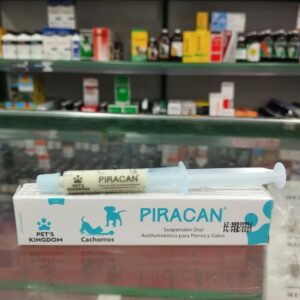 PET'S
KINGDOM
PIRACAN
PET'S
KINGDOM
Cachorros
PIRACAN®
Suspensión Oral
Antihelmíntico para Perros y Gatos